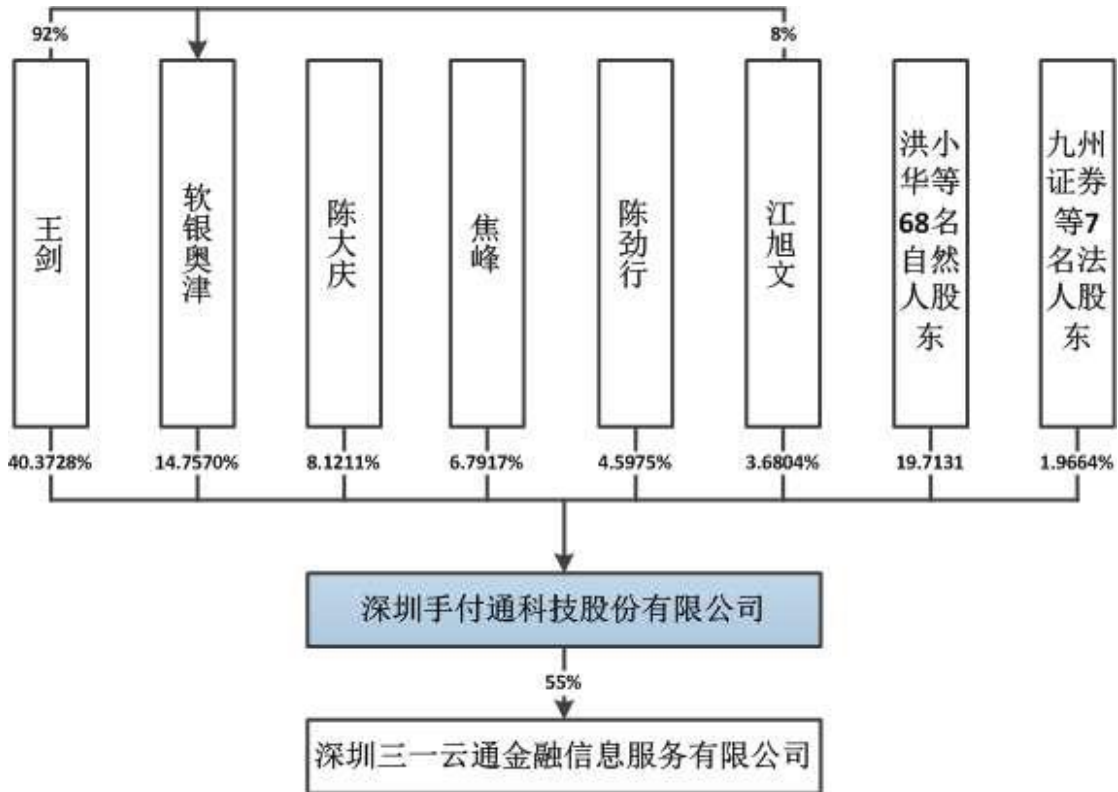 92%
8%
王剑
软银奥津
陈大庆
焦峰
陈劲行
江旭文
洪小
华等
68名
自然
人股
东
九州
证券
等7
名法
人股
东
40.3728%
14.7570%
8.1211%
6.7917%
4.5975%
3.6804%
19.7131
1.9664%
深圳手付通科技股份有限公司
55%
深圳三一云通金融信息服务有限公司